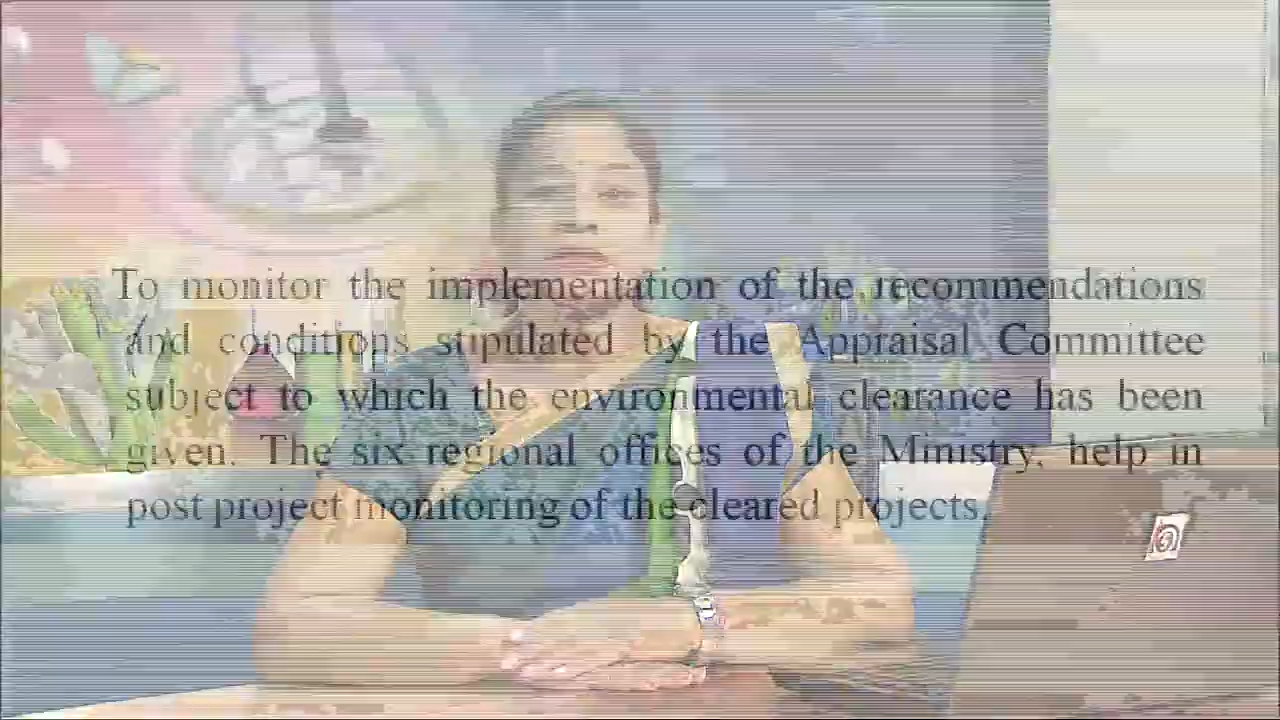 To monitor the implementation of the recommendations
and conditions stipulated by the Appraisal Committee
subject to which the environmental clearance has been
given. The six regional offices of the Ministry, help in
post project monitoring of the cleared projects.